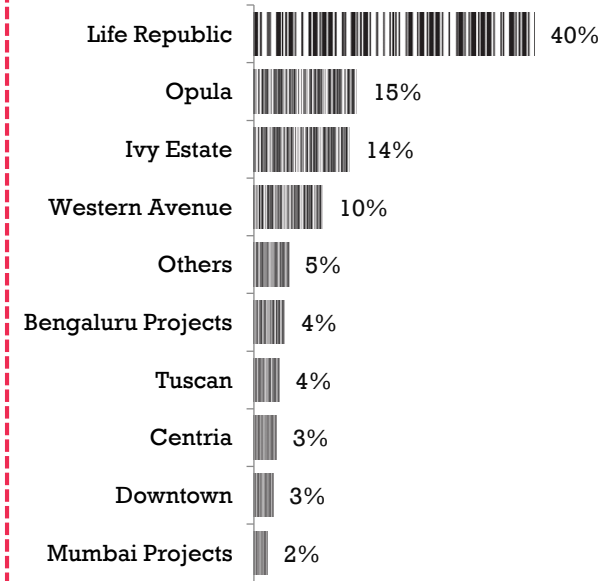 Life Republic 40%
Opula 15%
Ivy Estate 14%
Western Avenue 10%
Others 5%
Bengaluru Projects 4%
Tuscan 4%
Centria 3%
Downtown 3%
Mumbai Projects 2%